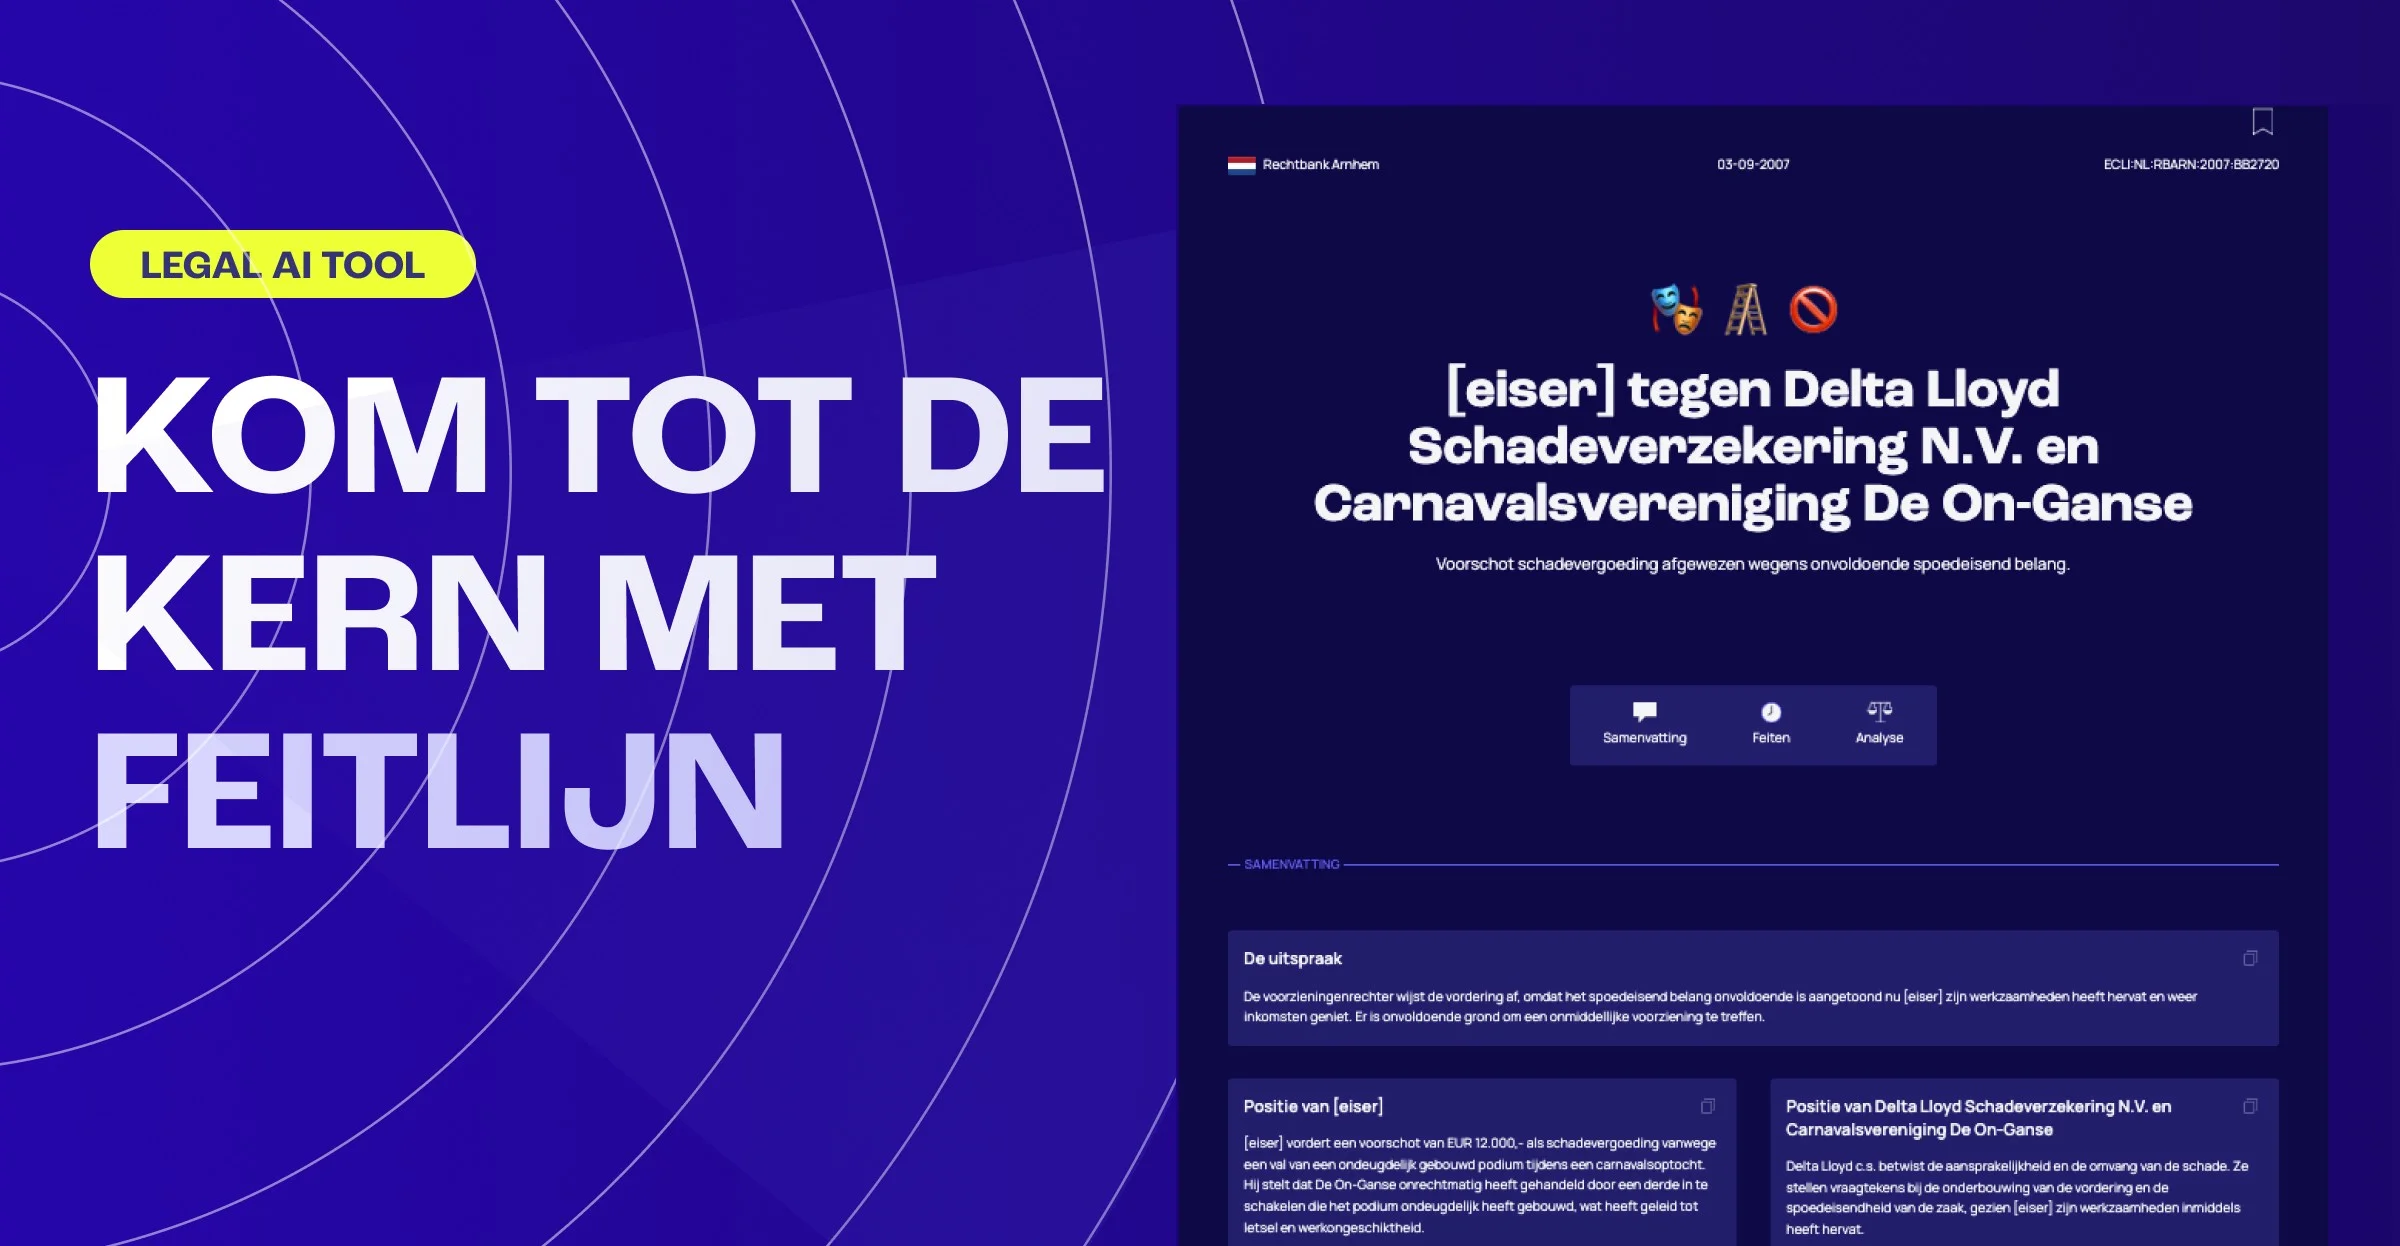 LEGAL AI TOOL
KOM TOT DE
KERN MET
FEITLIJN
Rechtbank Arnhem
03-09-2007
ECLI:NL:RBARN:2007:BB2720
[eiser] tegen Delta Lloyd
Schadeverzekering N.V. en
Carnavalsvereniging De On-Ganse
Voorschot schadevergoeding afgewezen wegens onvoldoende spoedeisend belang.
Samenvatting
Feiten
Analyse
SAMENVATTING
De uitspraak
De voorzieningenrechter wijst de vordering af, omdat het spoedeisend belang onvoldoende is aangetoond nu [eiser] zijn werkzaamheden heeft hervat en weer
inkomsten geniet. Er is onvoldoende grond om een onmiddellijke voorziening te treffen.
Positie van [eiser]
[eiser] vordert een voorschot van EUR 12.000,- als schadevergoeding vanwege
een val van een ondeugdelijk gebouwd podium tijdens een carnavalsoptocht.
Hij stelt dat De On-Ganse onrechtmatig heeft gehandeld door een derde in te
schakelen die het podium ondeugdelijk heeft gebouwd, wat heeft geleid tot
letsel en werkongeschiktheid.
Positie van Delta Lloyd Schadeverzekering N.V. en
Carnavalsvereniging De On-Ganse
Delta Lloyd c.s. betwist de aansprakelijkheid en de omvang van de schade. Ze
stellen vraagtekens bij de onderbouwing van de vordering en de
spoedeisendheid van de zaak, gezien [eiser] zijn werkzaamheden inmiddels
heeft hervat.